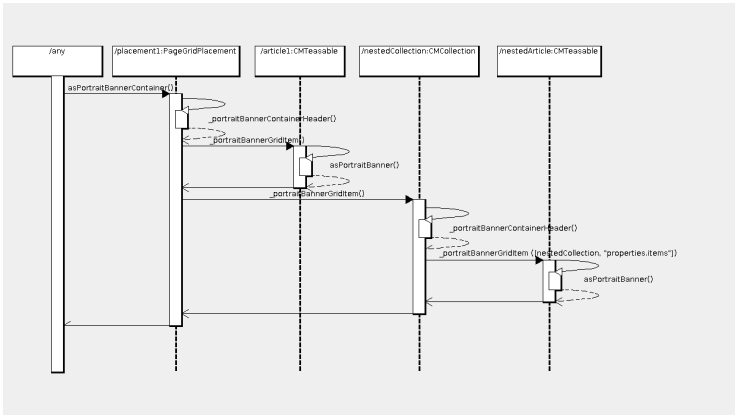 /any
/placement1:PageGridPlacement
/article1:CMTeasable
/nestedCollection:CMCollection
/nestedArticle:CMTeasable
asPortraitBannerContainer()
_portraitBannerContainerHeader()
_portraitBannerGridItem()
asPortraitBanner()
_portraitBannerGridItem()
_portraitBannerContainerHeader()
_portraitBannerGridItem ([nestedCollection, "properties.items"])
asPortraitBanner()